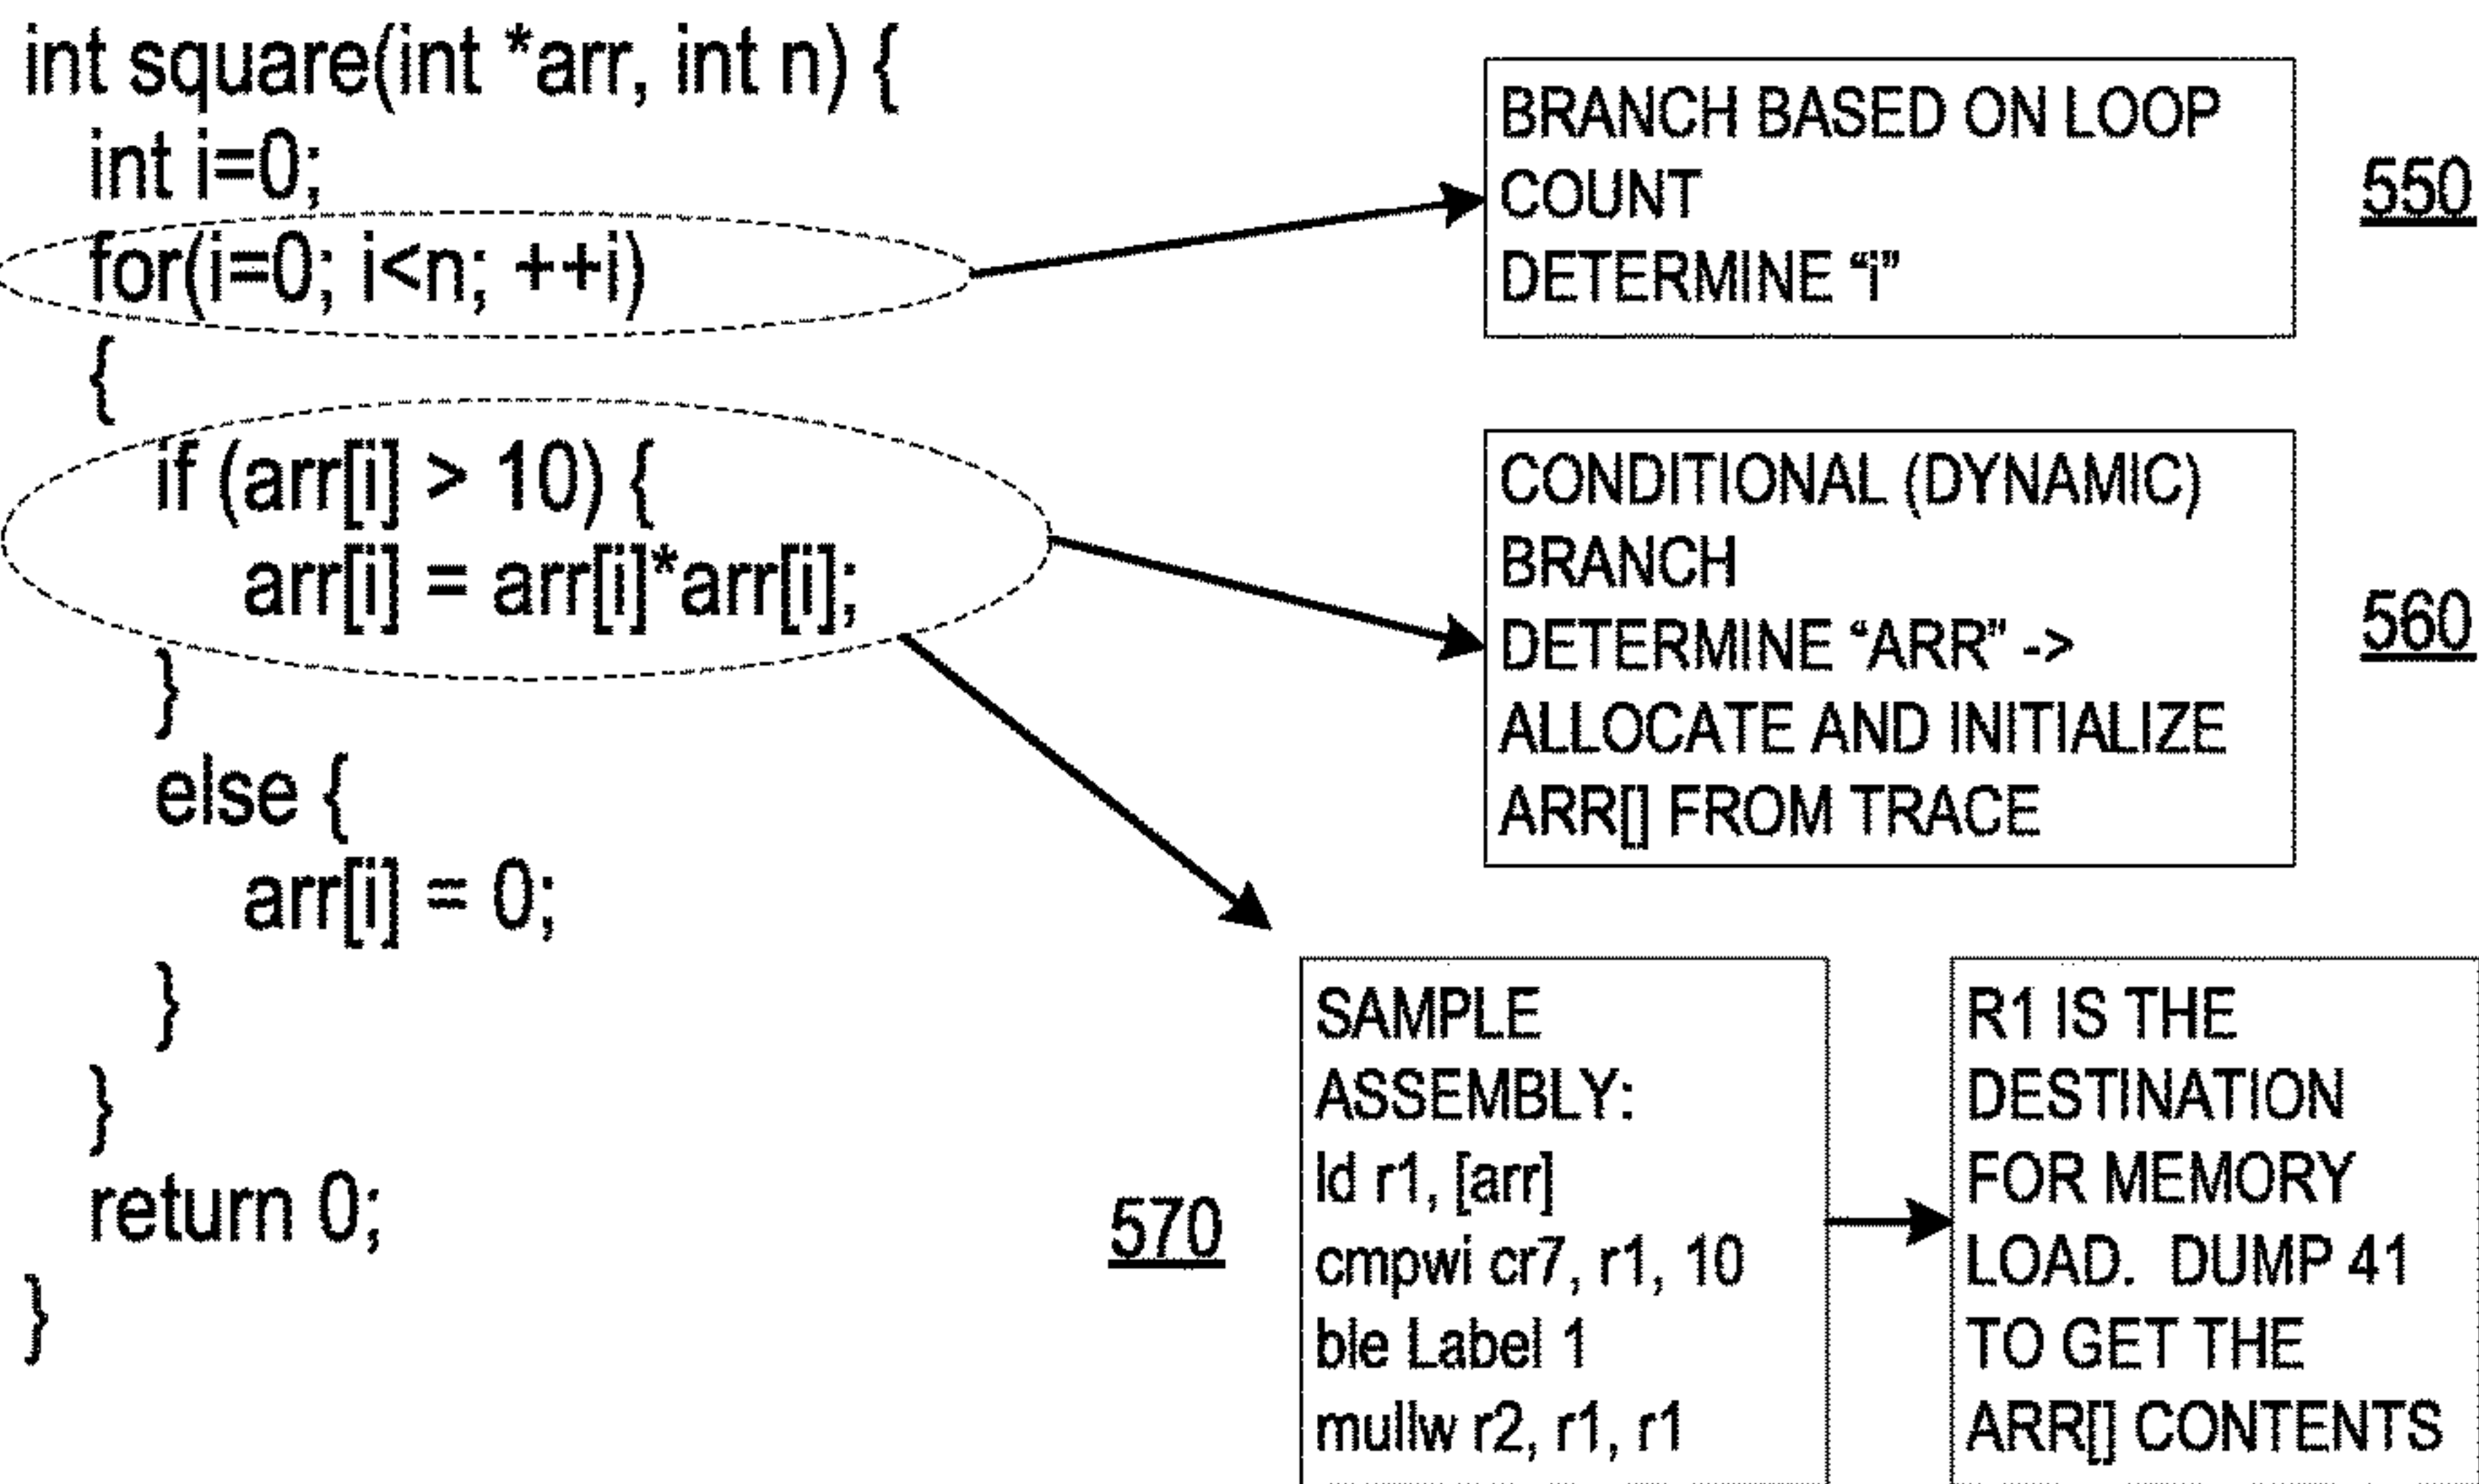 int square(int *arr, int n) {
int i=0;
for(i=0; i<n; ++i)
{
if (arr[i] > 10) {
arr[i] = arr[i]*arr[i];
}
else {
arr[i] = 0;
}
}
return 0;
}
BRANCH BASED ON LOOP
COUNT
DETERMINE “i”
550
CONDITIONAL (DYNAMIC)
BRANCH
DETERMINE “ARR” ->
ALLOCATE AND INITIALIZE
ARR[] FROM TRACE
560
570
SAMPLE
ASSEMBLY:
ld r1, [arr]
cmpwi cr7, r1, 10
ble Label 1
mullw r2, r1, r1
R1 IS THE
DESTINATION
FOR MEMORY
LOAD. DUMP 41
TO GET THE
ARR[] CONTENTS